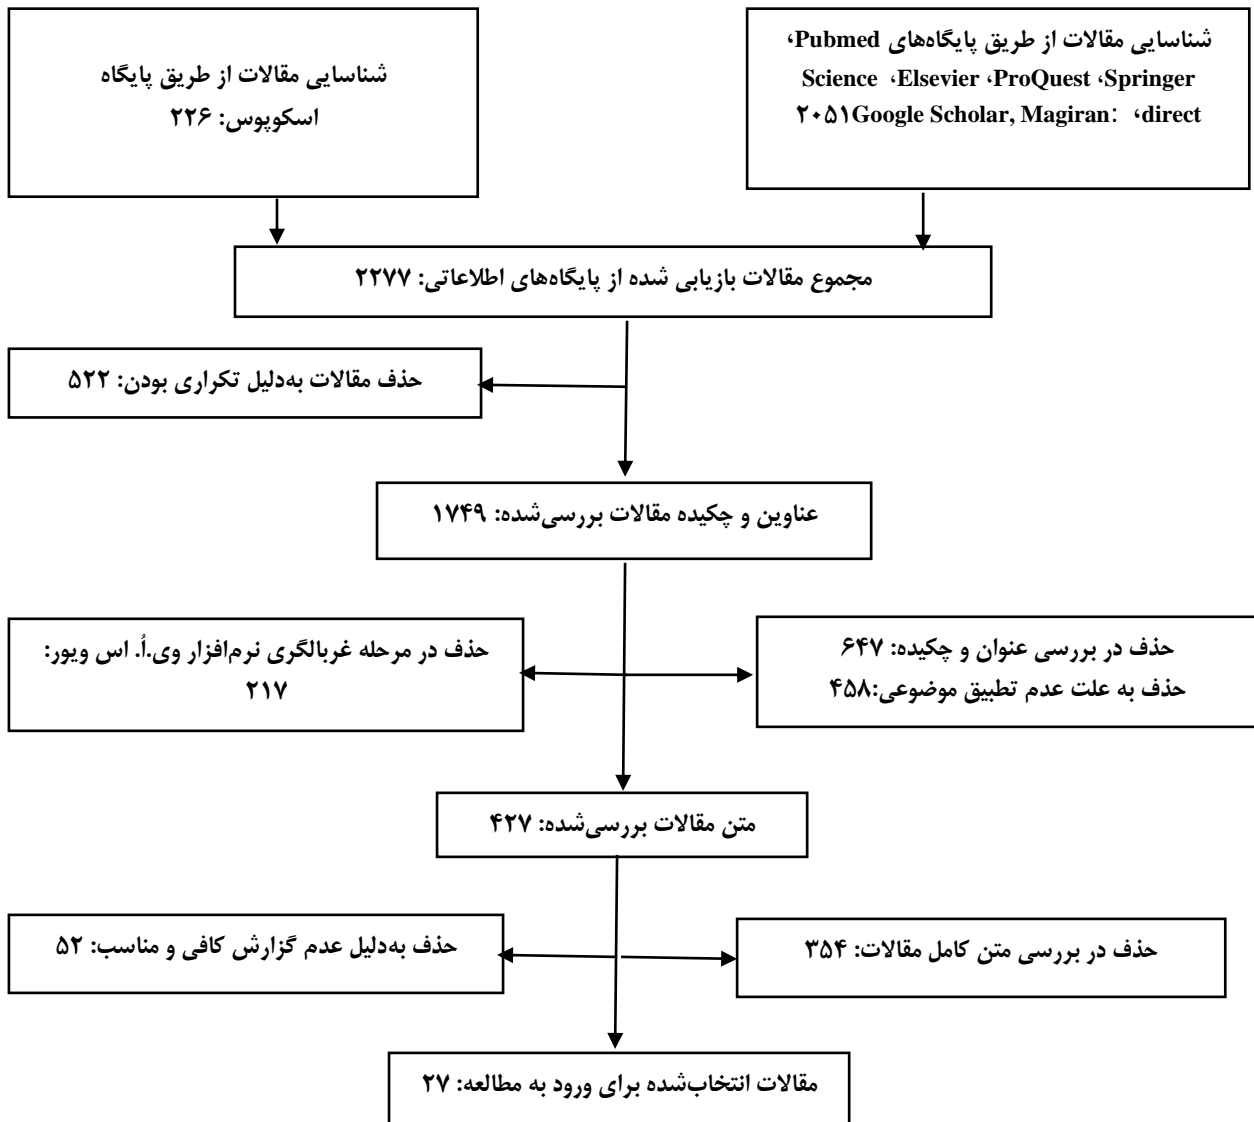 شناسایی مقالات از طریق پایگاه‌های Pubmed،
Science ،Elsevier ،ProQuest ،Springer
۲۰۵۱Google Scholar, Magiran: ،direct
شناسایی مقالات از طریق پایگاه
اسکوپوس: ۲۲۶
مجموع مقالات بازیابی شده از پایگاه‌های اطلاعاتی: ۲۲۷۷
حذف مقالات به‌دلیل تکراری بودن: ۵۲۲
عناوین و چکیده مقالات بررسی‌شده: ۱۷۴۹
حذف در بررسی عنوان و چکیده: ۶۴۷
حذف به علت عدم تطبیق موضوعی:۴۵۸
حذف در مرحله غربالگری نرم‌افزار وی.اُ. اس ویور:
۲۱۷
متن مقالات بررسی‌شده: ۴۲۷
حذف در بررسی متن کامل مقالات: ۳۵۴
حذف به‌دلیل عدم گزارش کافی و مناسب: ۵۲
مقالات انتخاب‌شده برای ورود به مطالعه: ۲۷